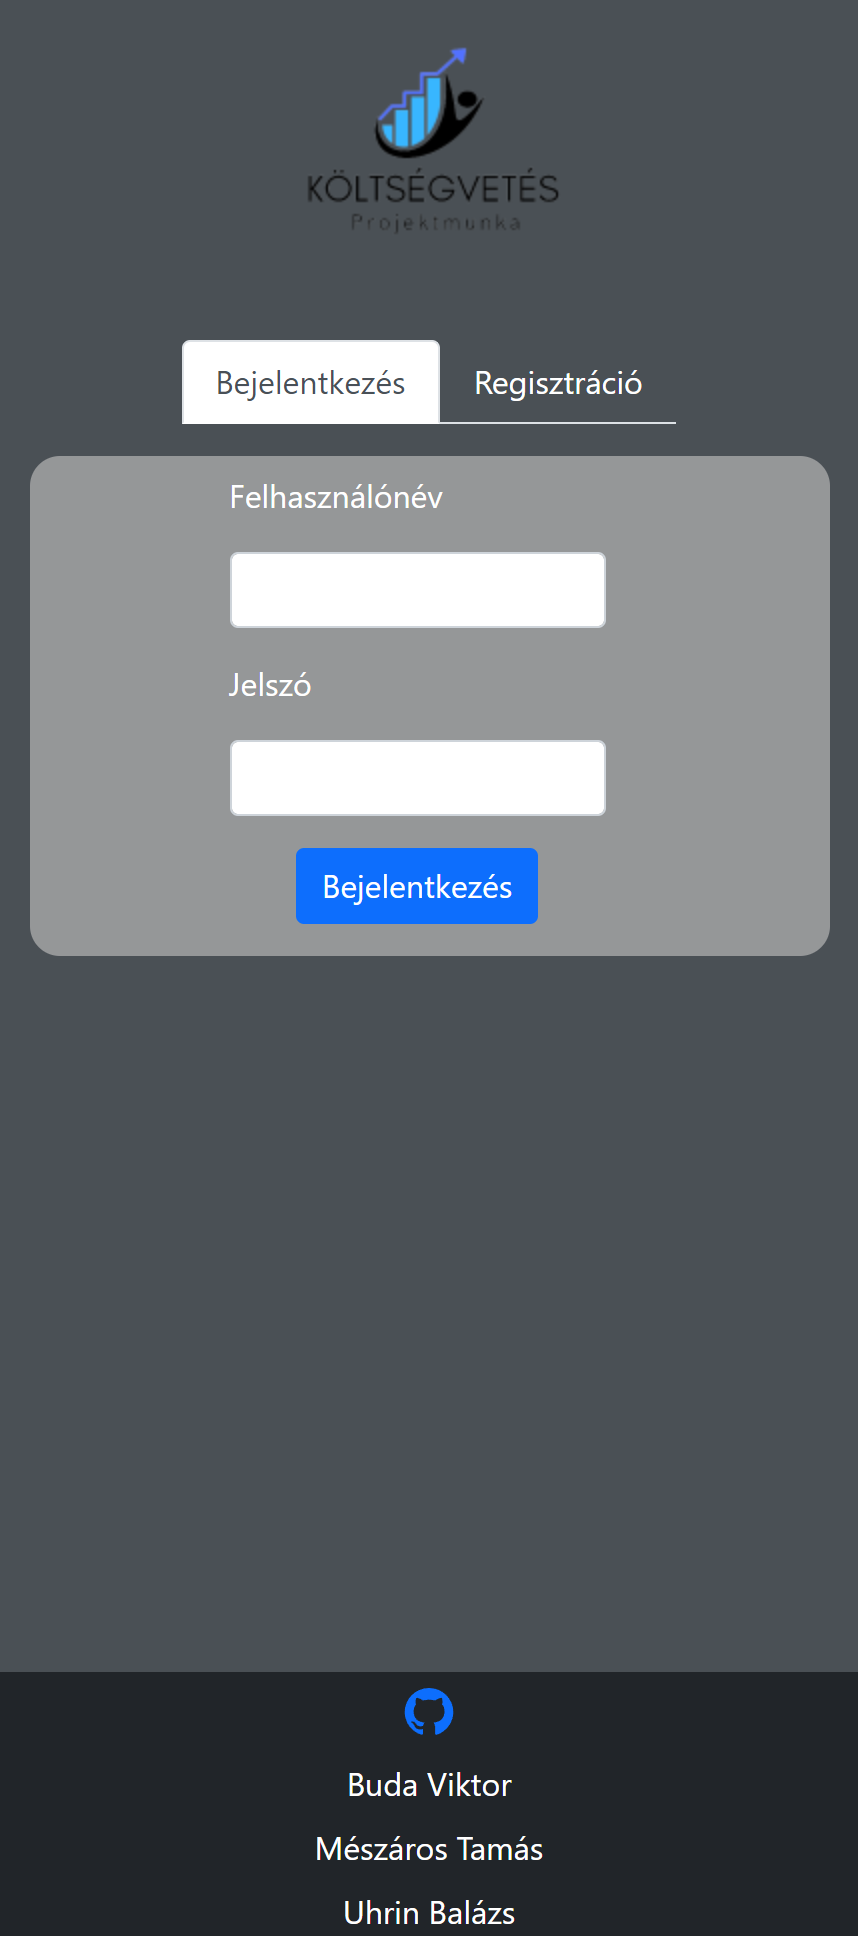 KÖLTSÉGVETÉS
Projektmunka
Bejelentkezés Regisztráció
Felhasználónév
Jelszó
Bejelentkezés
Buda Viktor
Mészáros Tamás
Uhrin Balázs